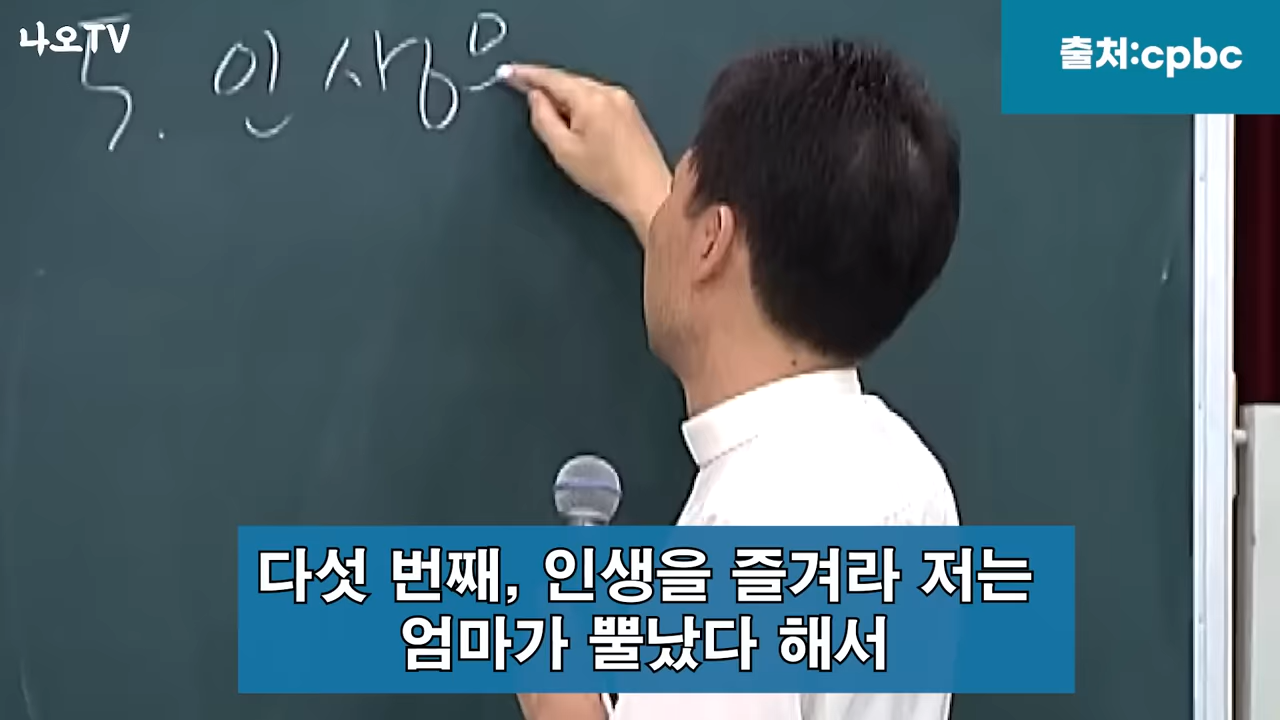 나오TV
출처:cpbc
5. 인생으
다섯 번째, 인생을 즐겨라 저는
엄마가 뿔났다 해서